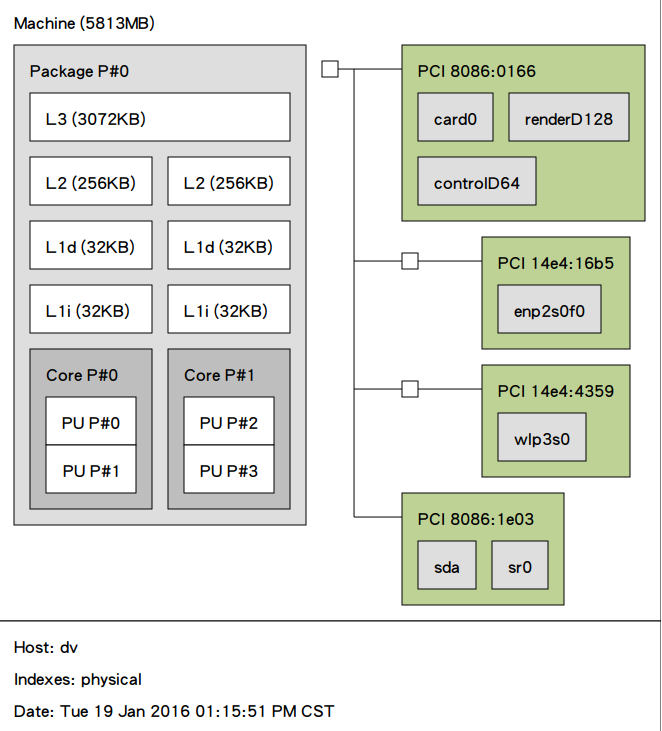 Machine (5813MB)
Package P#0
L3 (3072KB)
L2 (256KB) L2 (256KB)
L1d (32KB) L1d (32KB)
L1i (32KB) L1i (32KB)
Core P#0 Core P#1
PU P#0 PU P#2
PU P#1 PU P#3
PCI 8086:0166
card0 renderD128
controlD64
PCI 14e4:16b5
enp2s0f0
PCI 14e4:4359
wlp3s0
PCI 8086:1e03
sda sr0
Host: dv
Indexes: physical
Date: Tue 19 Jan 2016 01:15:51 PM CST